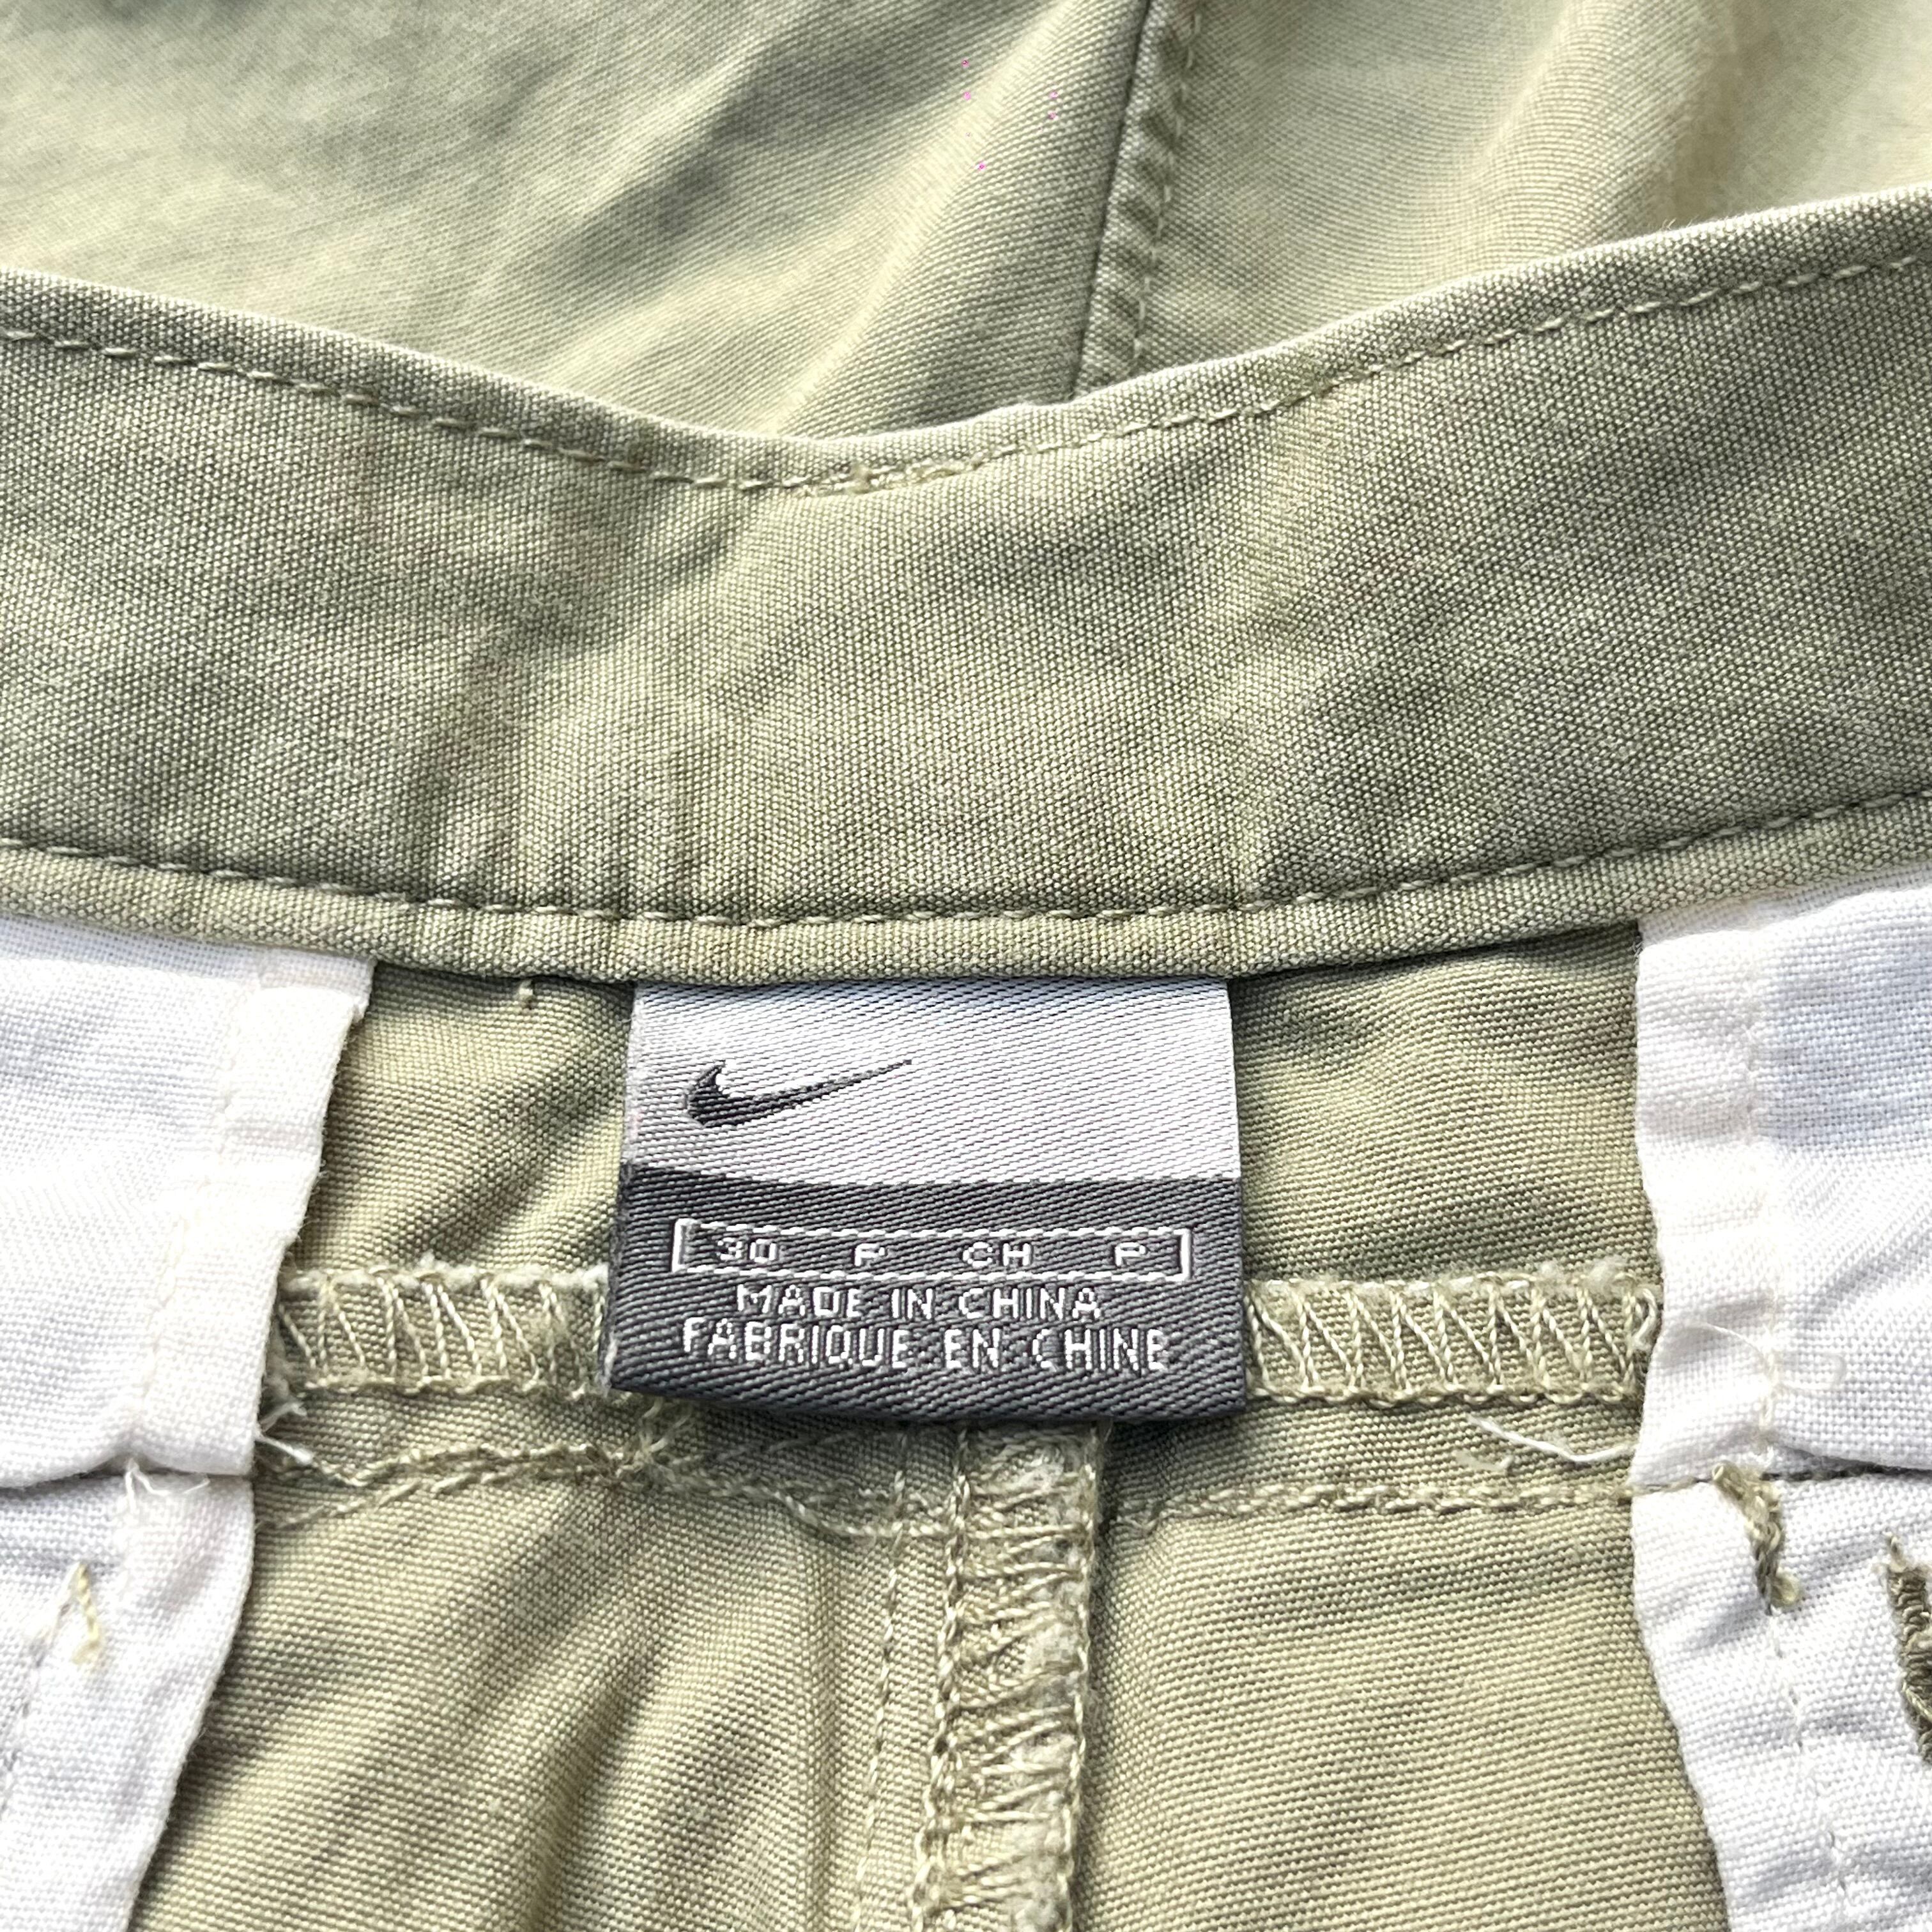 30 P CH P
MADE IN CHINA
FABRIQUE EN CHINE